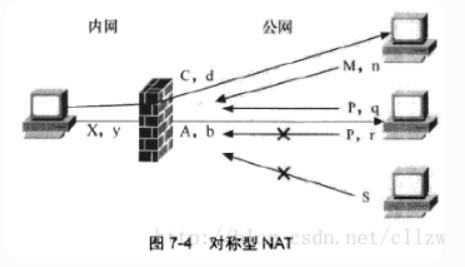 内网 公网
C, d
M, n
P, q
X, y A, b P, r
S
http://blog.csdn.net/cllzw
图 7-4 对称型 NAT